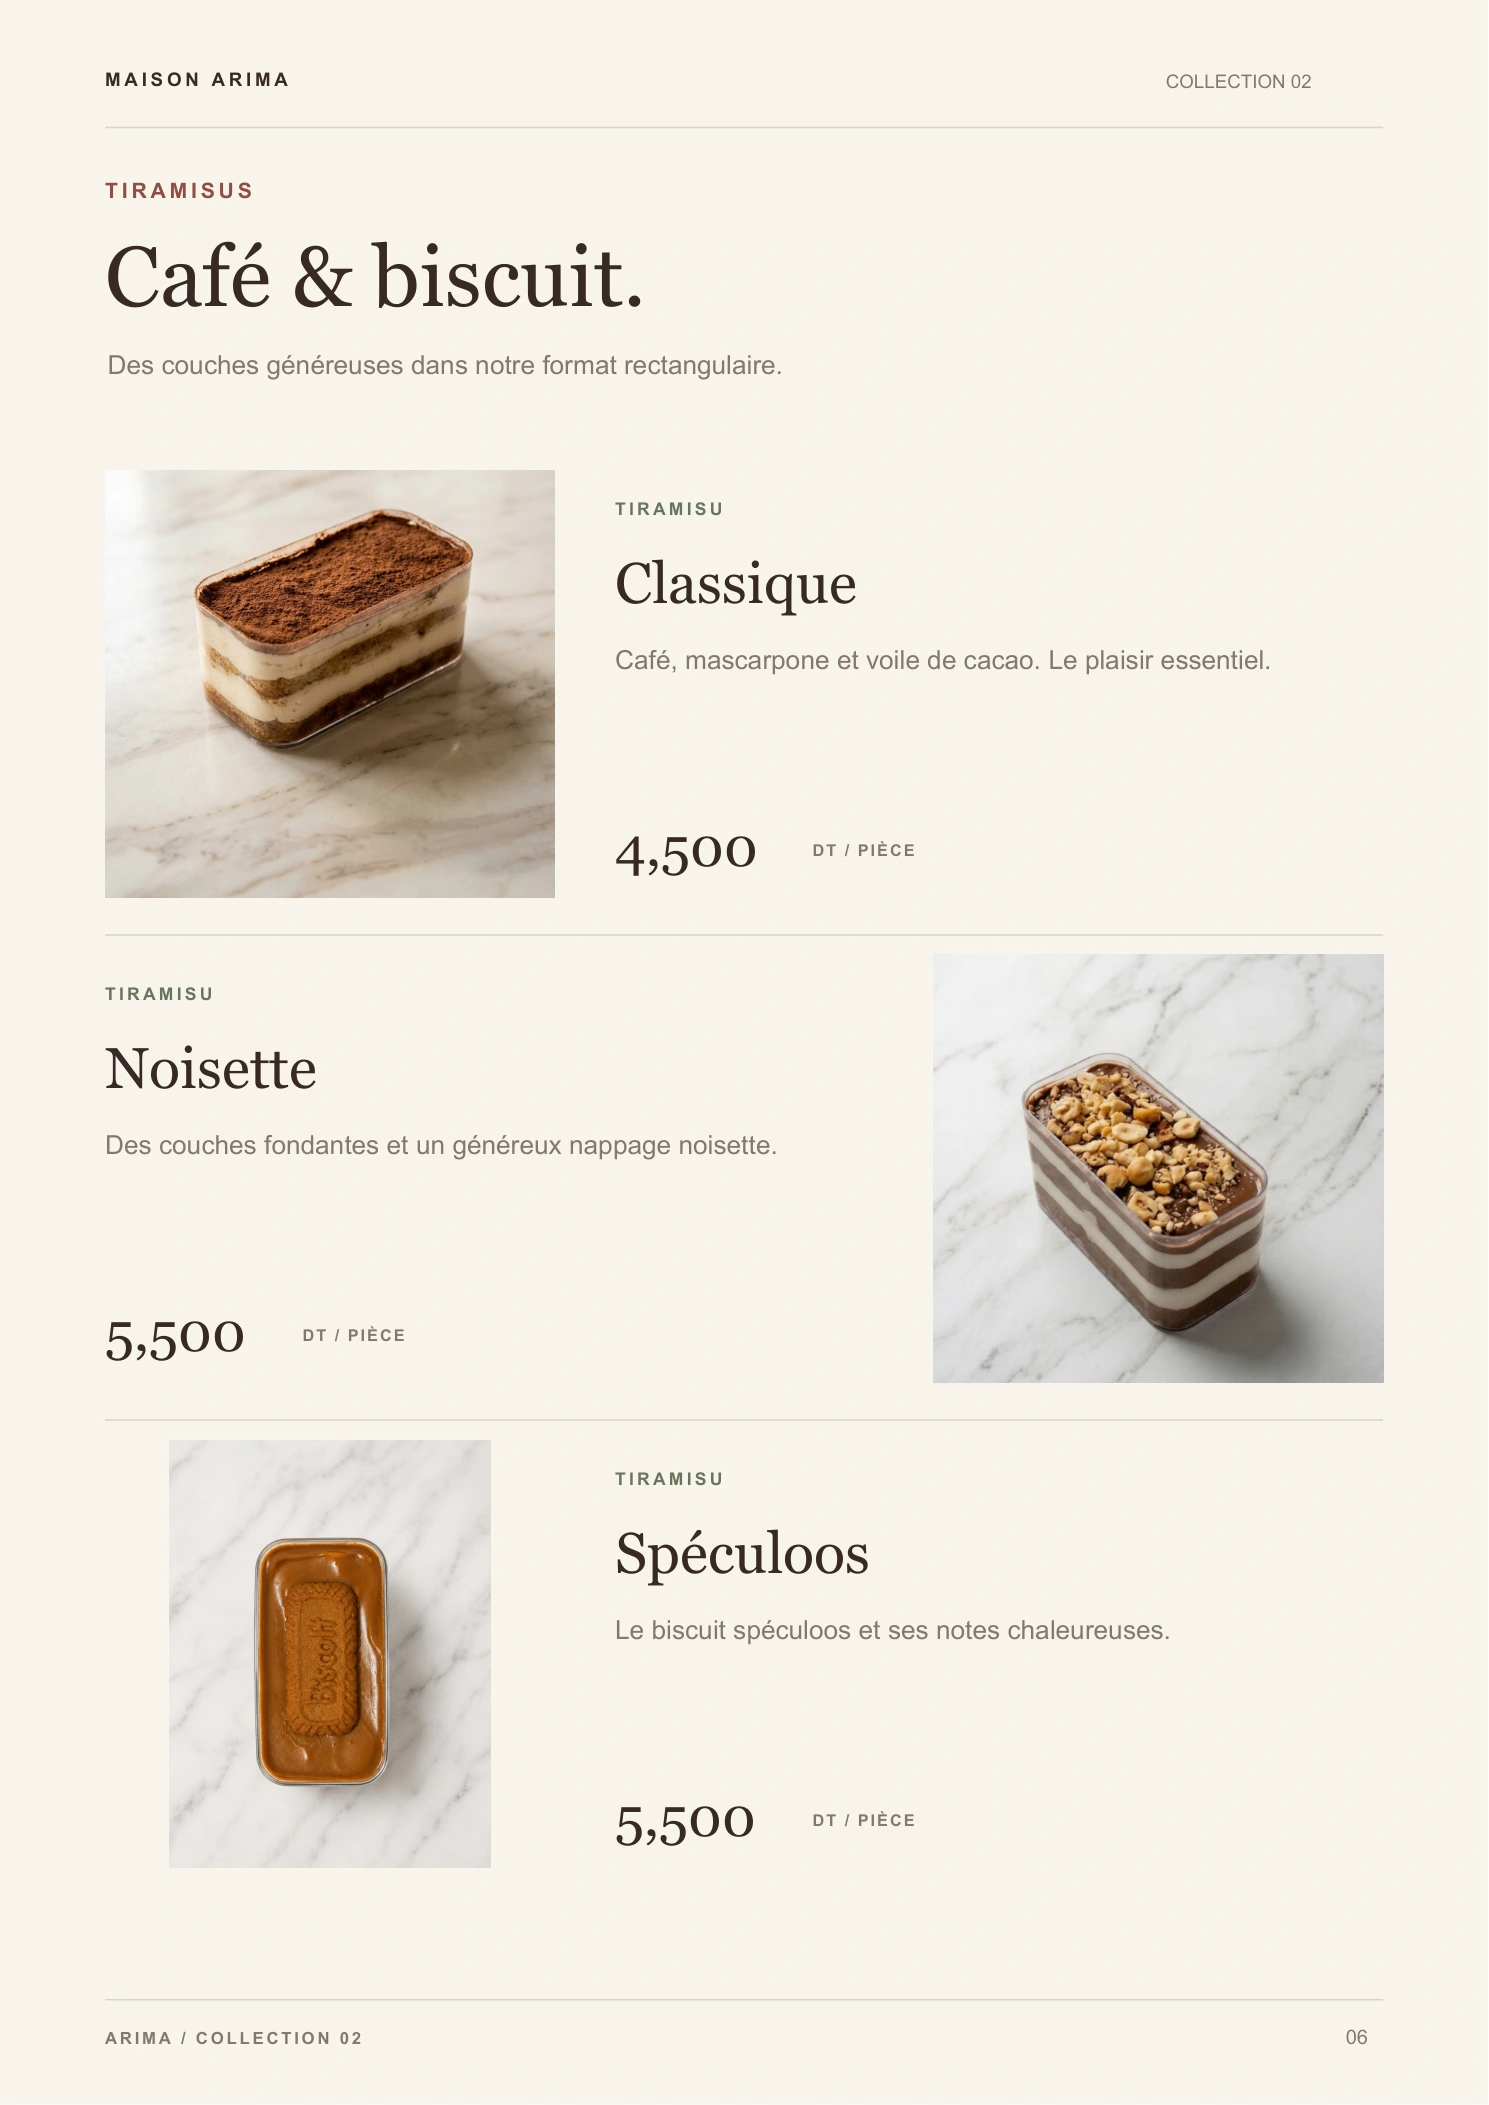 MAISON ARIMA
COLLECTION 02
TIRAMISUS
Café & biscuit.
Des couches généreuses dans notre format rectangulaire.
TIRAMISU
Classique
Café, mascarpone et voile de cacao. Le plaisir essentiel.
4,500 DT / PIÈCE
TIRAMISU
Noisette
Des couches fondantes et un généreux nappage noisette.
5,500 DT / PIÈCE
TIRAMISU
Spéculoos
Le biscuit spéculoos et ses notes chaleureuses.
Biscoff
5,500 DT / PIÈCE
ARIMA / COLLECTION 02
06